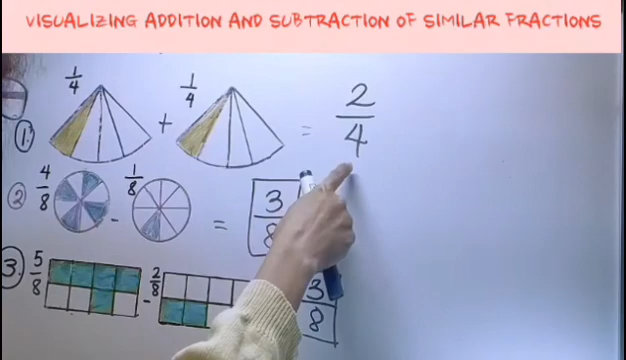 VISUALIZING ADDITION AND SUBTRACTION OF SIMILAR FRACTIONS
1. 1/4 + 1/4 = 2/4
2 4/8 - 1/8 = 3/8
3. 5/8 - 2/8 3/8